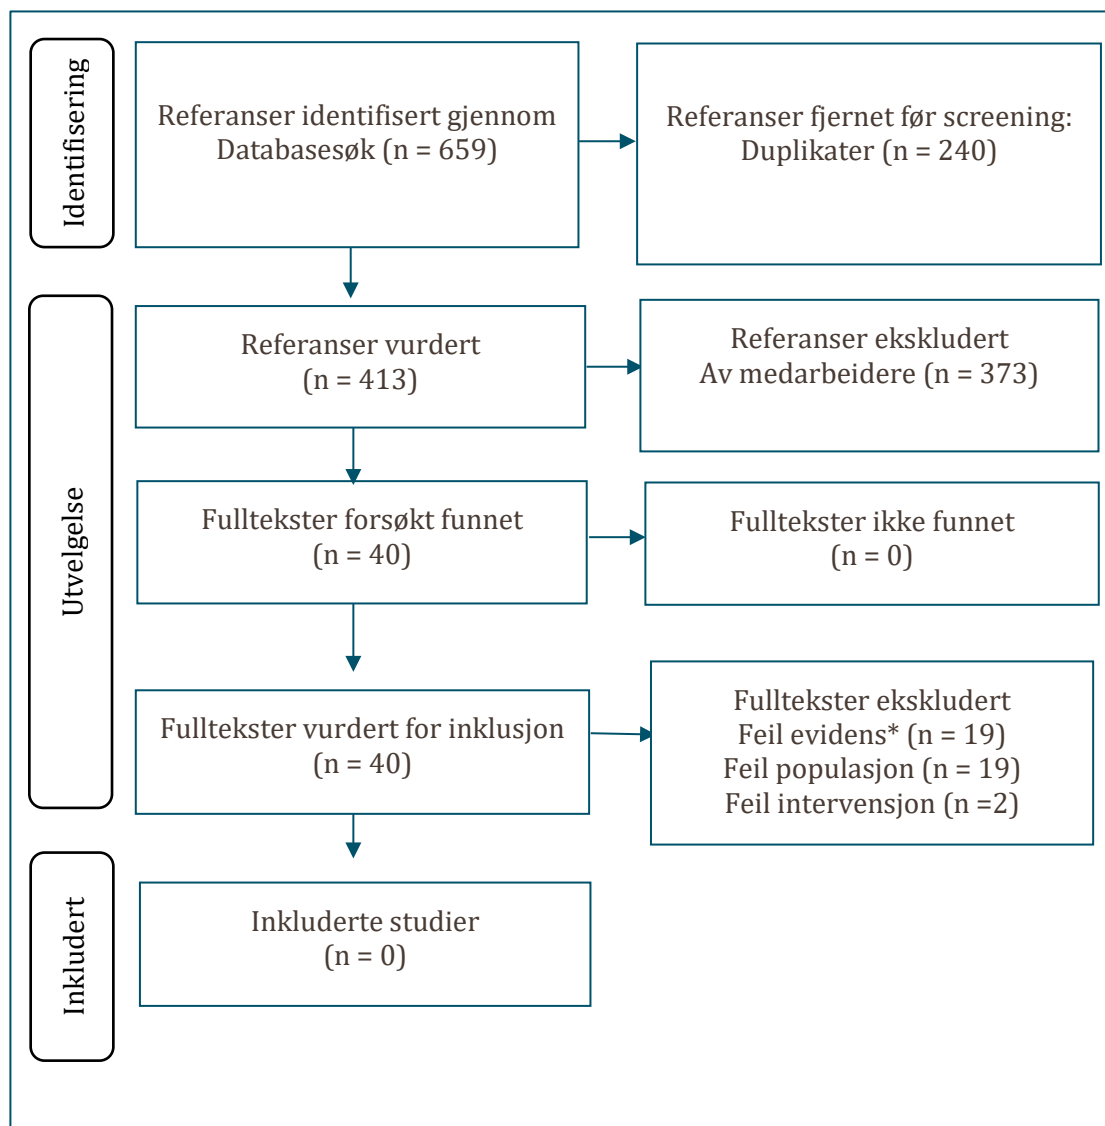 Identifisering
Referanser identifisert gjennom
Databasesøk (n = 659)
Referanser fjernet før screening:
Duplikater (n = 240)
Utvelgelse
Referanser vurdert
(n = 413)
Referanser ekskludert
Av medarbeidere (n = 373)
Fulltekster forsøkt funnet
(n = 40)
Fulltekster ikke funnet
(n = 0)
Fulltekster vurdert for inklusjon
(n = 40)
Fulltekster ekskludert
Feil evidens* (n = 19)
Feil populasjon (n = 19)
Feil intervensjon (n =2)
Inkludert
Inkluderte studier
(n = 0)